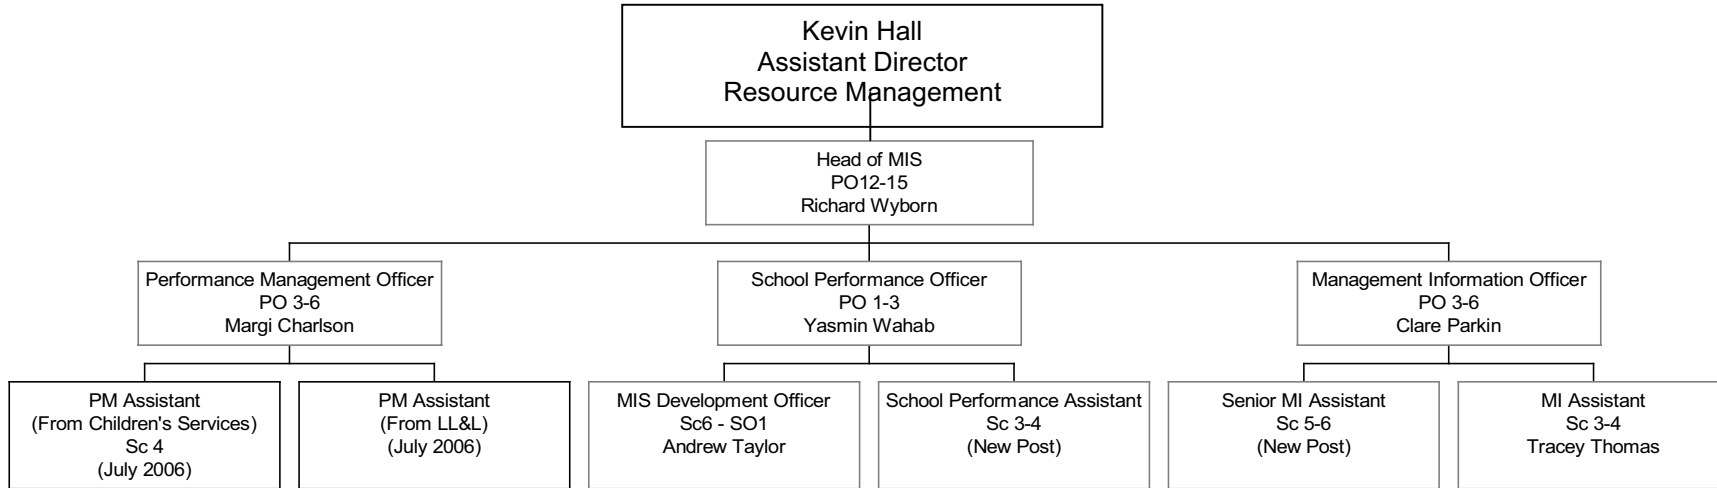 Kevin Hall
Assistant Director
Resource Management
Head of MIS
PO12-15
Richard Wyborn
Performance Management Officer
PO 3-6
Margi Charlson
School Performance Officer
PO 1-3
Yasmin Wahab
Management Information Officer
PO 3-6
Clare Parkin
PM Assistant
(From Children's Services)
Sc 4
(July 2006)
PM Assistant
(From LL&L)
(July 2006)
MIS Development Officer
Sc6 - SO1
Andrew Taylor
School Performance Assistant
Sc 3-4
(New Post)
Senior MI Assistant
Sc 5-6
(New Post)
MI Assistant
Sc 3-4
Tracey Thomas